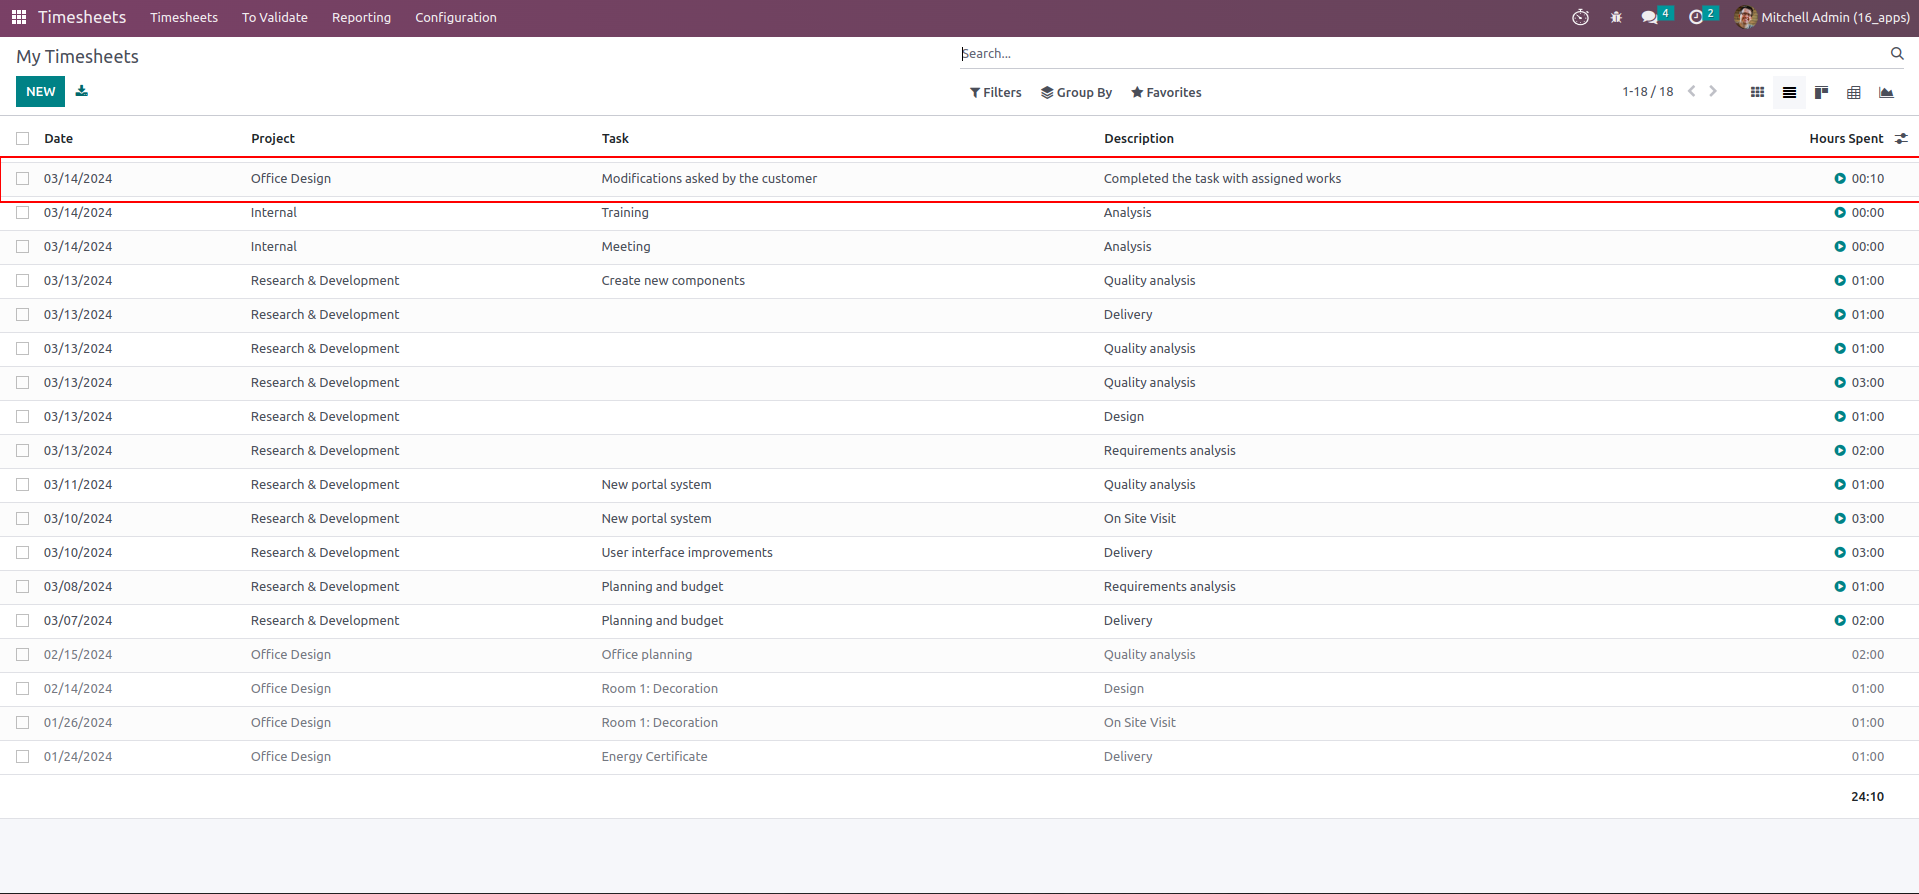 Timesheets Timesheets To Validate Reporting Configuration 4 2 Mitchell Admin (16_apps)
My Timesheets Search...
NEW Filters Group By Favorites 1-18 / 18
Date Project Task Description Hours Spent
03/14/2024 Office Design Modifications asked by the customer Completed the task with assigned works 00:10
03/14/2024 Internal Training Analysis 00:00
03/14/2024 Internal Meeting Analysis 00:00
03/13/2024 Research & Development Create new components Quality analysis 01:00
03/13/2024 Research & Development Delivery 01:00
03/13/2024 Research & Development Quality analysis 01:00
03/13/2024 Research & Development Quality analysis 03:00
03/13/2024 Research & Development Design 01:00
03/13/2024 Research & Development Requirements analysis 02:00
03/11/2024 Research & Development New portal system Quality analysis 01:00
03/10/2024 Research & Development New portal system On Site Visit 03:00
03/10/2024 Research & Development User interface improvements Delivery 03:00
03/08/2024 Research & Development Planning and budget Requirements analysis 01:00
03/07/2024 Research & Development Planning and budget Delivery 02:00
02/15/2024 Office Design Office planning Quality analysis 02:00
02/14/2024 Office Design Room 1: Decoration Design 01:00
01/26/2024 Office Design Room 1: Decoration On Site Visit 01:00
01/24/2024 Office Design Energy Certificate Delivery 01:00
24:10